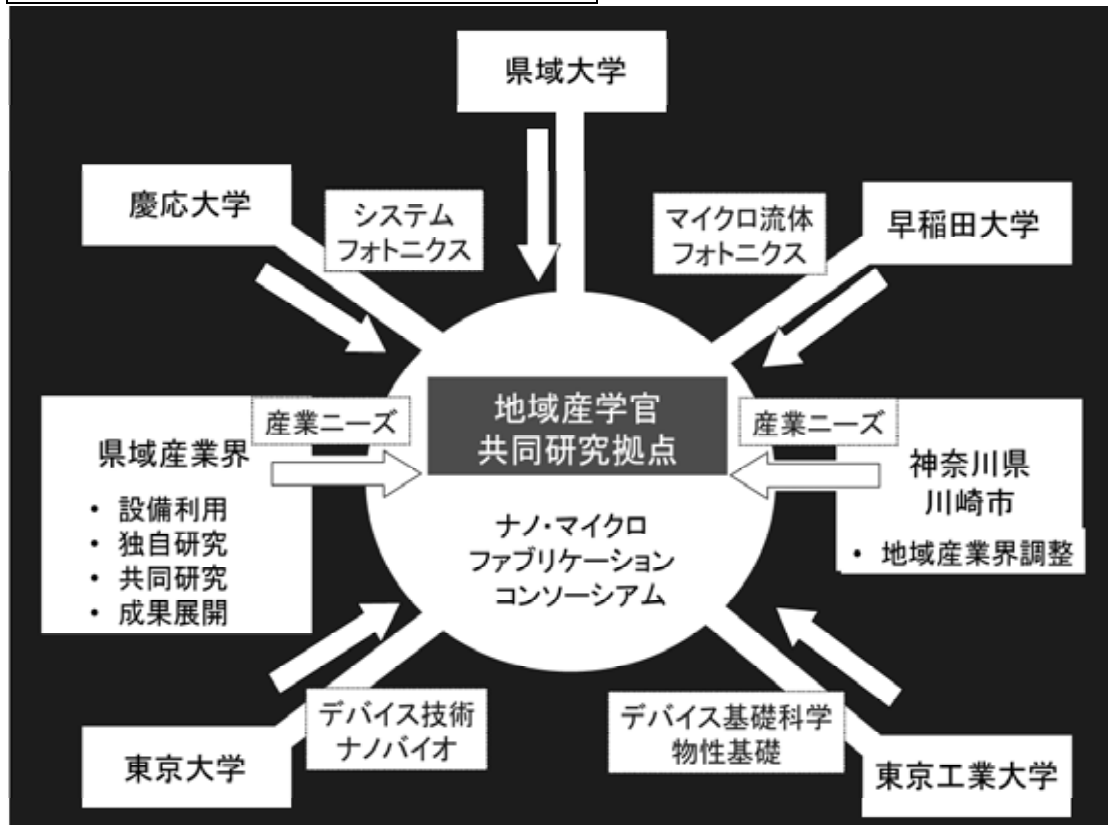 県域大学
慶応大学
システム
フォトニクス
マイクロ流体
フォトニクス
早稲田大学
産業ニーズ
県域産業界
・ 設備利用
・ 独自研究
・ 共同研究
・ 成果展開
地域産学官
共同研究拠点
ナノ・マイクロ
ファブリケーション
コンソーシアム
産業ニーズ
神奈川県
川崎市
・ 地域産業界調整
デバイス技術
ナノバイオ
東京大学
デバイス基礎科学
物性基礎
東京工業大学